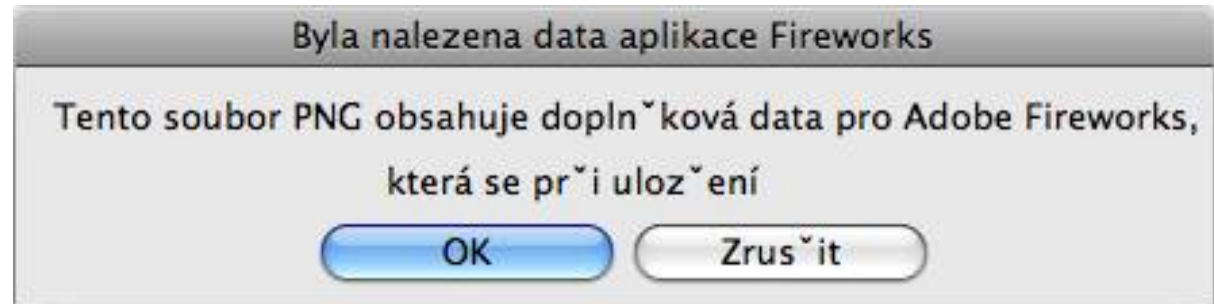 Byla nalezena data aplikace Fireworks
Tento soubor PNG obsahuje doplnˇková data pro Adobe Fireworks,
která se prˇi ulozˇení
OK
Zrusˇit